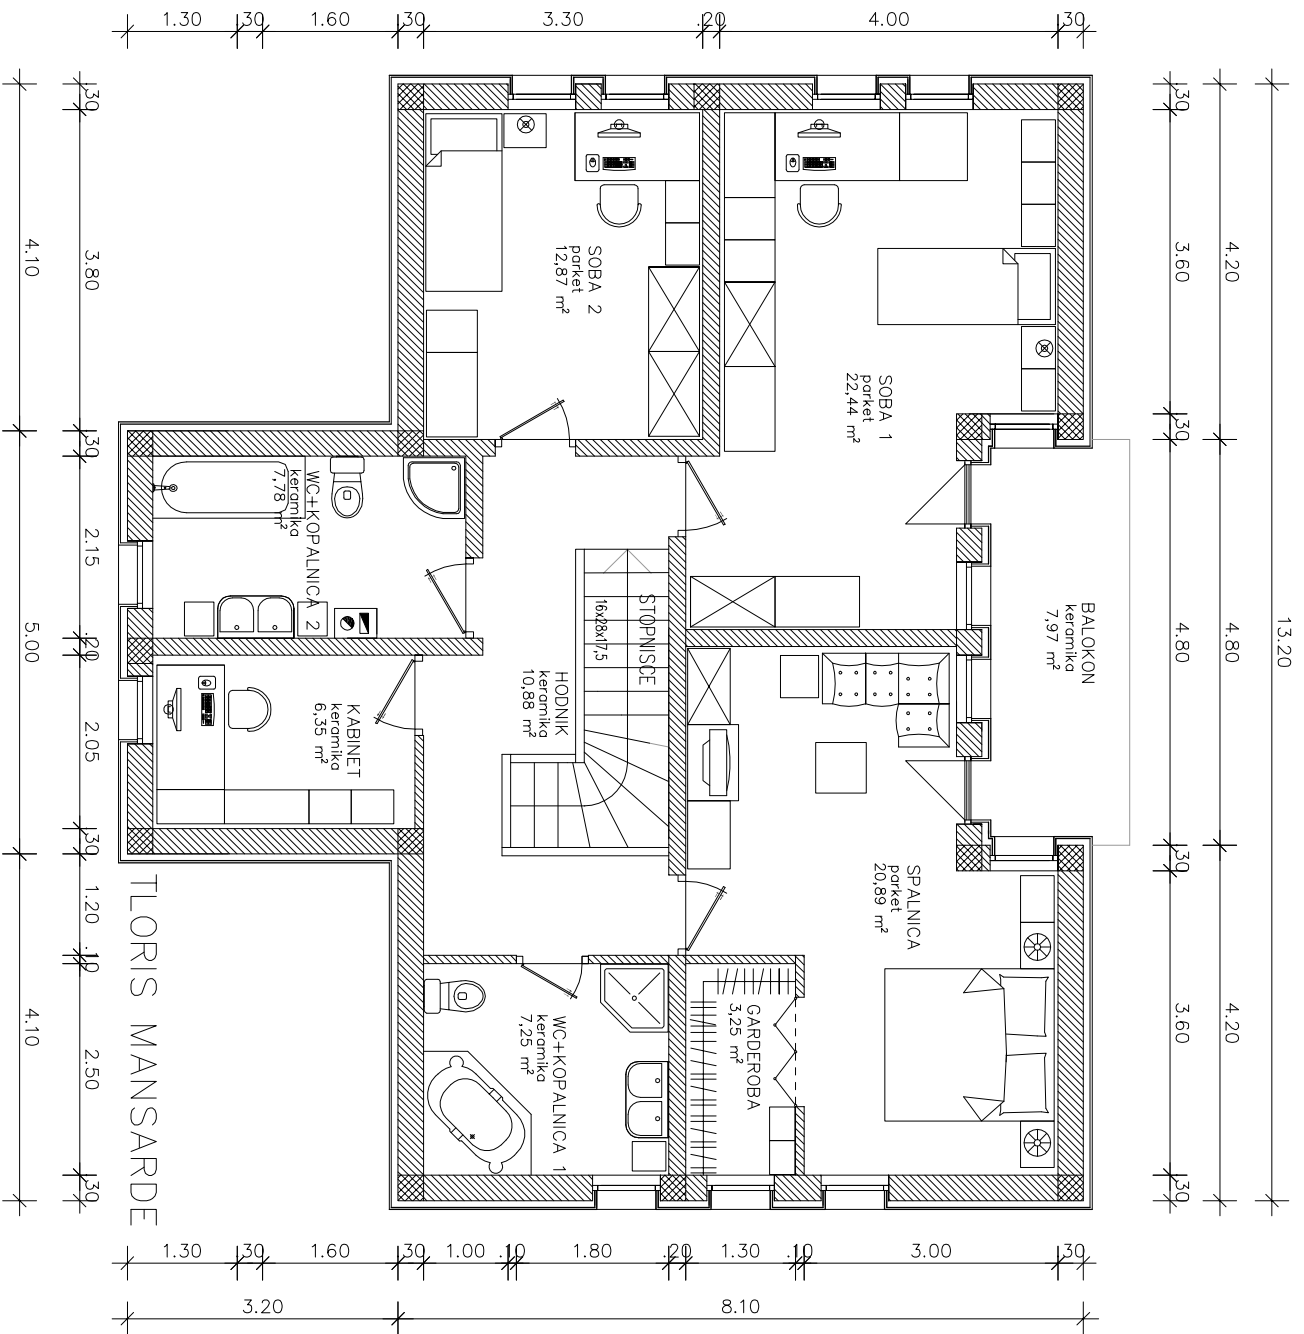 1.30
.30
1.60
.30
3.30
.20
4.00
.30
4.10
5.00
4.10
.30
3.80
.30
2.15
.20
2.05
.30
1.20
.10
2.50
.30
SOBA 2
parket
12,87 m²
SOBA 1
parket
22,44 m²
WC+KOPALNICA 2
keramika
7,78 m²
STOPNISCE
16x28x17,5
HODNIK
keramika
10,88 m²
KABINET
keramika
6,35 m²
BALOKON
keramika
7,97 m²
SPALNICA
parket
20,89 m²
GARDEROBA
3,25 m²
WC+KOPALNICA 1
keramika
7,25 m²
TLORIS MANSARDE
.30
3.60
.30
4.80
.30
3.60
.30
4.20
4.80
4.20
13.20
1.30
.30
1.60
.30
1.00
.10
1.80
.20
1.30
.10
3.00
.30
3.20
8.10